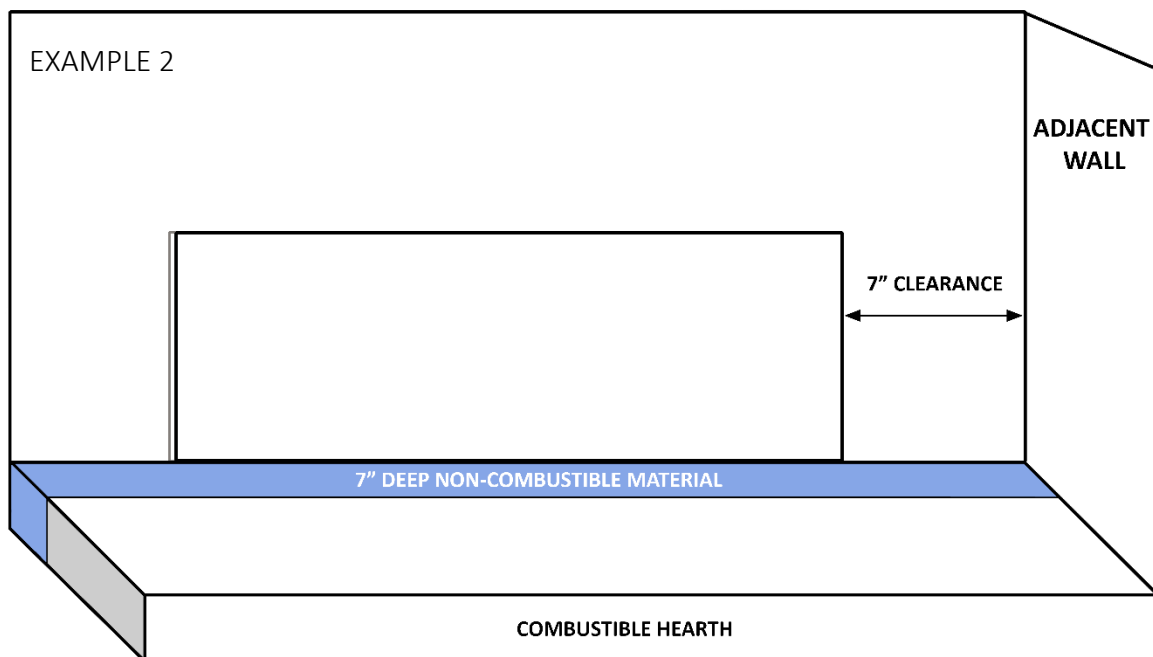 EXAMPLE 2
ADJACENT
WALL
7” CLEARANCE
7” DEEP NON-COMBUSTIBLE MATERIAL
COMBUSTIBLE HEARTH